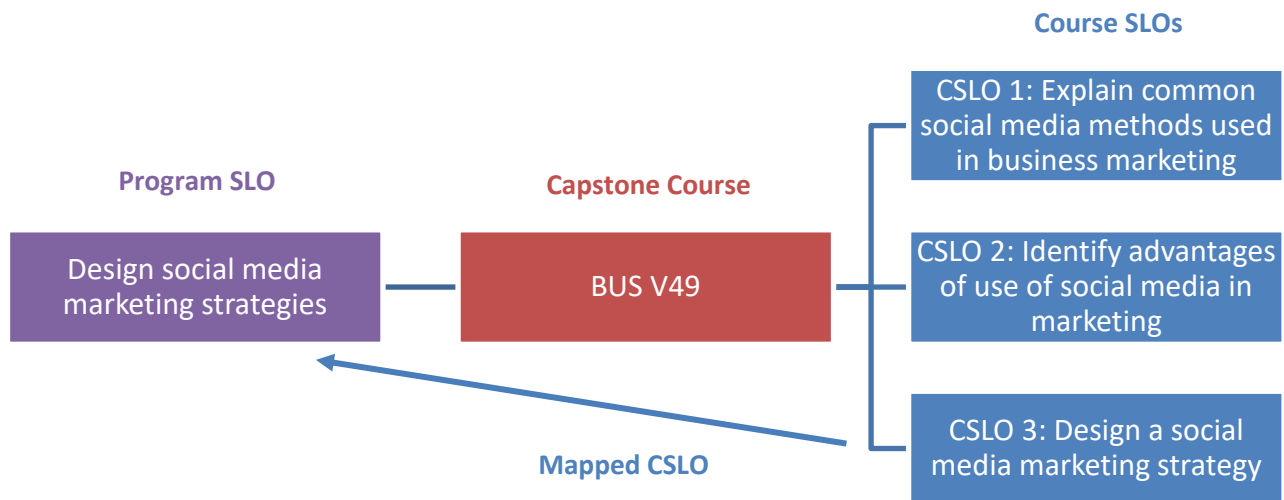 Course SLOs
CSLO 1: Explain common
social media methods used
in business marketing
Program SLO
Capstone Course
Design social media
marketing strategies
BUS V49
CSLO 2: Identify advantages
of use of social media in
marketing
Mapped CSLO
CSLO 3: Design a social
media marketing strategy